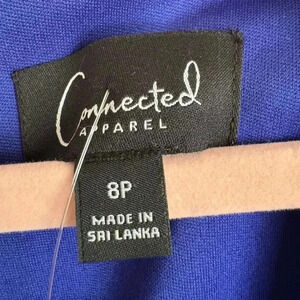 Connected
APPAREL
8P
MADE IN
SRI LANKA